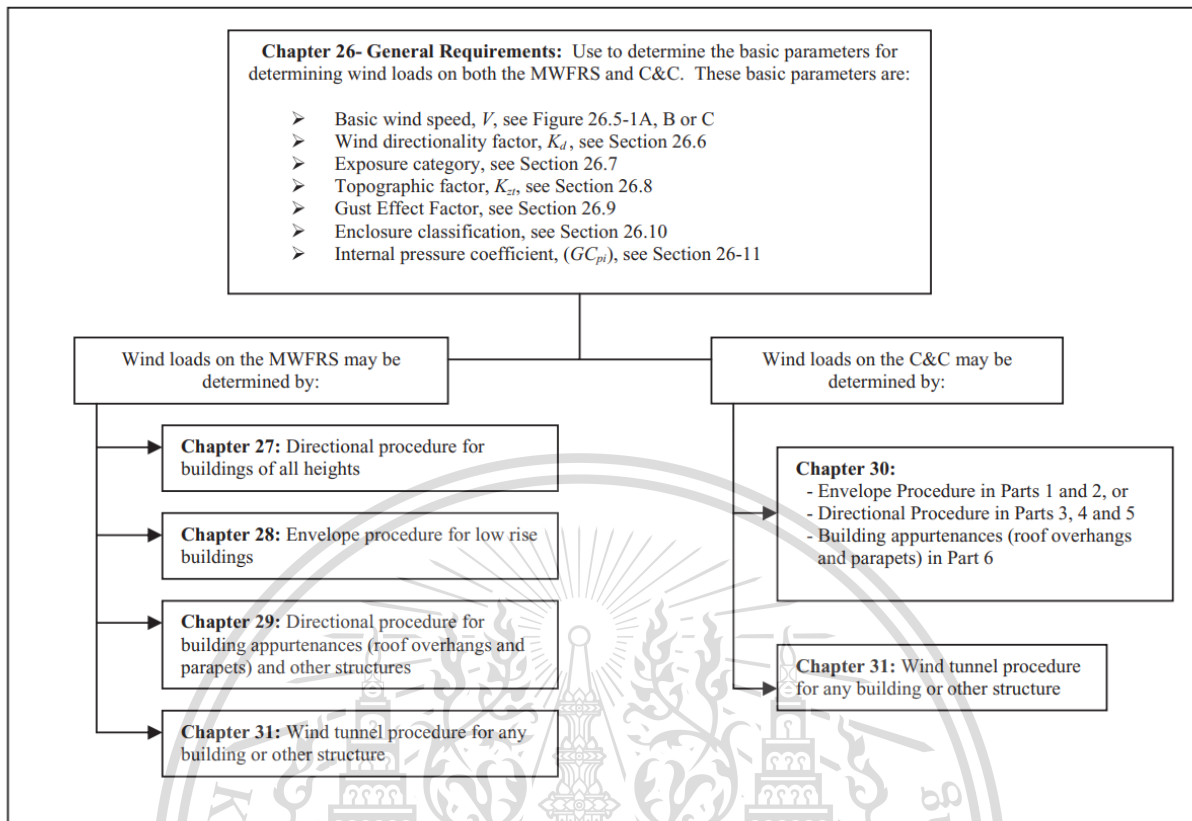 Chapter 26- General Requirements: Use to determine the basic parameters for
determining wind loads on both the MWFRS and C&C. These basic parameters are:
➢ Basic wind speed, V, see Figure 26.5-1A, B or C
➢ Wind directionality factor, Kd, see Section 26.6
➢ Exposure category, see Section 26.7
➢ Topographic factor, Kzt, see Section 26.8
➢ Gust Effect Factor, see Section 26.9
➢ Enclosure classification, see Section 26.10
➢ Internal pressure coefficient, (GCpi), see Section 26-11
Wind loads on the MWFRS may be
determined by:
Chapter 27: Directional procedure for
buildings of all heights
Chapter 28: Envelope procedure for low rise
buildings
Chapter 29: Directional procedure for
building appurtenances (roof overhangs and
parapets) and other structures
Chapter 31: Wind tunnel procedure for any
building or other structure
Wind loads on the C&C may be
determined by:
Chapter 30:
- Envelope Procedure in Parts 1 and 2, or
- Directional Procedure in Parts 3, 4 and 5
- Building appurtenances (roof overhangs
and parapets) in Part 6
Chapter 31: Wind tunnel procedure
for any building or other structure